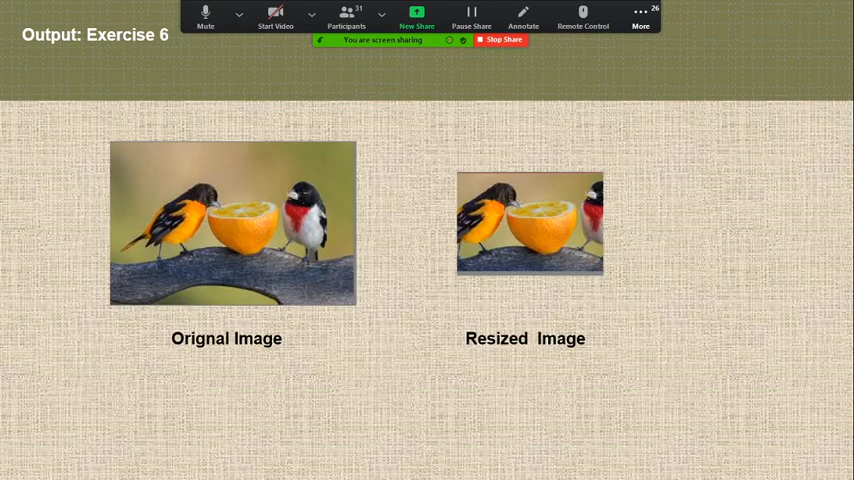 Output: Exercise 6
31
26
Mute
Start Video
Participants
New Share
Pause Share
Annotate
Remote Control
More
You are screen sharing
Stop Share
Orignal Image
Resized Image